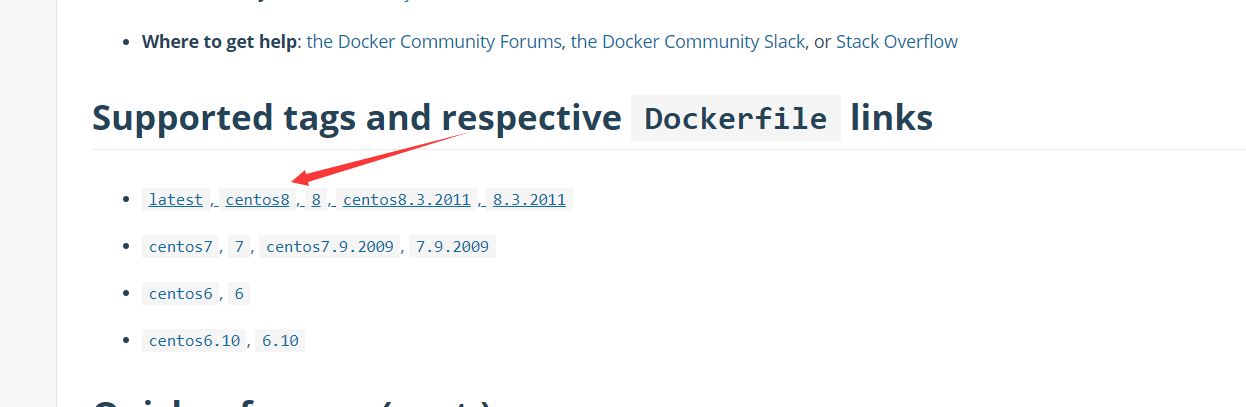 Where to get help: the Docker Community Forums, the Docker Community Slack, or Stack Overflow
Supported tags and respective Dockerfile links
latest, centos8, 8, centos8.3.2011, 8.3.2011
centos7, 7, centos7.9.2009, 7.9.2009
centos6, 6
centos6.10, 6.10